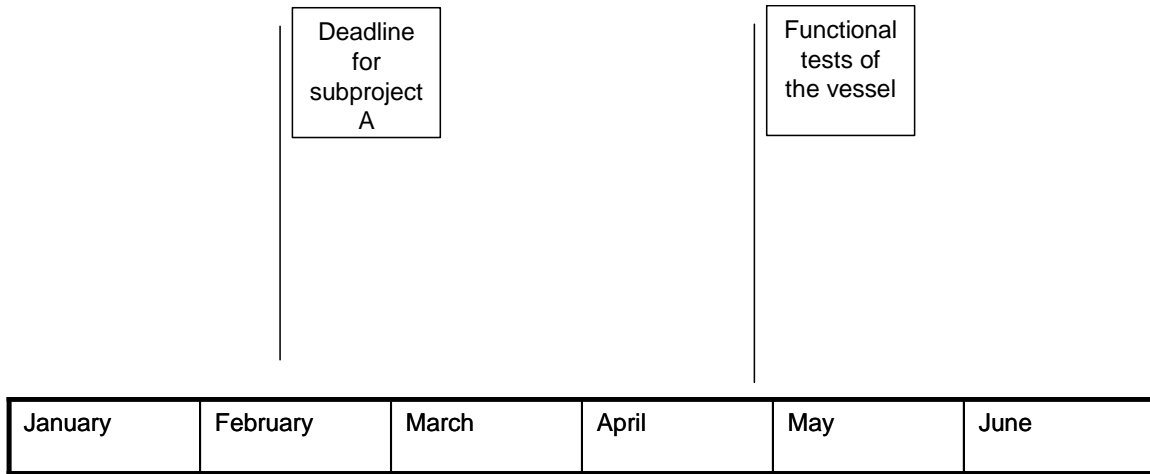 Deadline
for
subproject
A
Functional
tests of
the vessel
January February March April May June